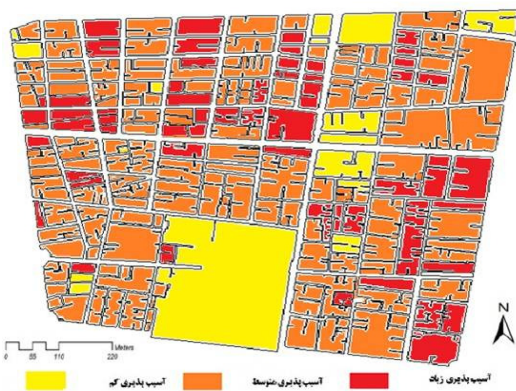 N
Meters
0 55 110 220
آسیب پذیری زیاد
آسیب پذیری متوسط
آسیب پذیری کم